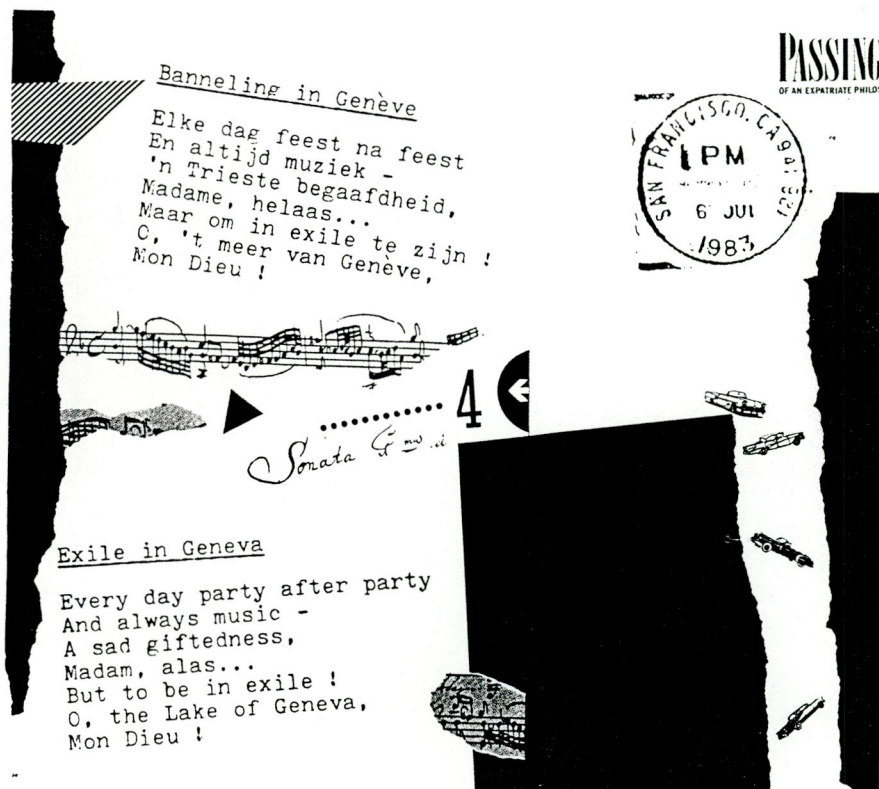 PASSING
OF AN EXPATRIATE
Banneling in Genève
Elke dag feest na feest
En altijd muziek -
'n Trieste begaafdheid,
Madame, helaas...
Maar om in exile te zijn !
O, 't meer van Genève,
Mon Dieu !
SAN FRANCISCO, CA 941
PM
6 JUL
1983
4
Sonata
Exile in Geneva
Every day party after party
And always music -
A sad giftedness,
Madam, alas...
But to be in exile !
O, the Lake of Geneva,
Mon Dieu !